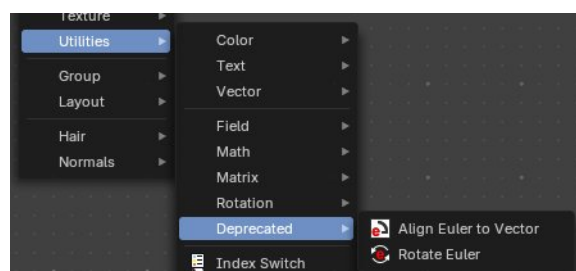 Texture
Utilities
Group
Layout
Hair
Normals
Color
Text
Vector
Field
Math
Matrix
Rotation
Deprecated
Index Switch
Align Euler to Vector
Rotate Euler